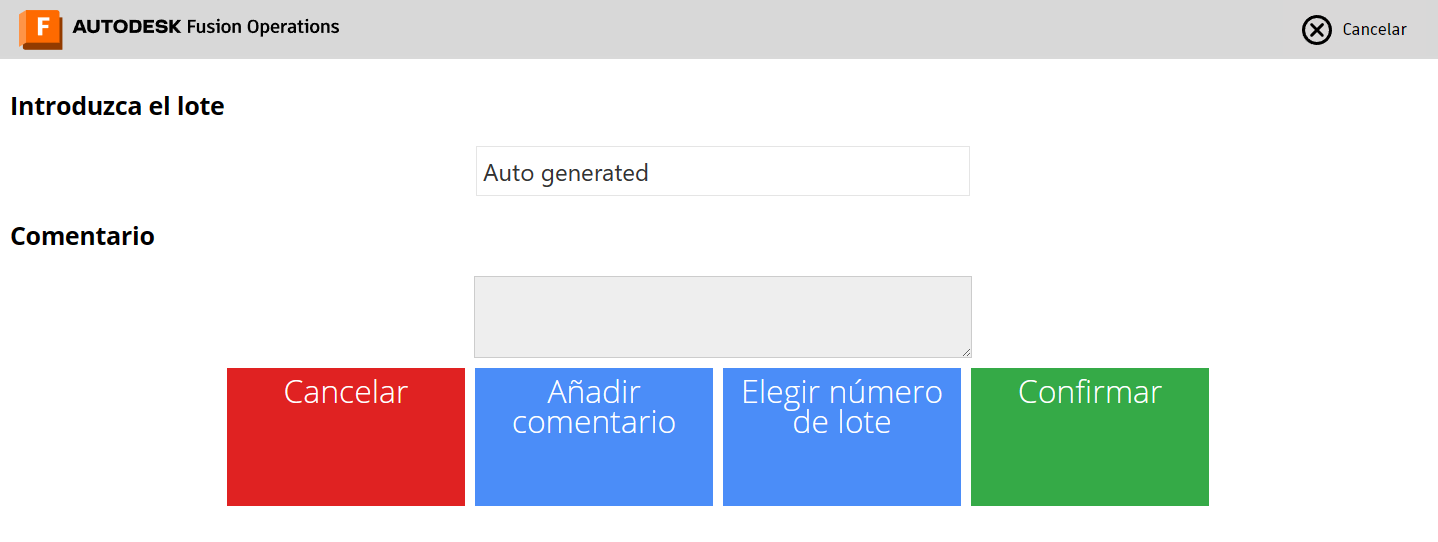 F AUTODESK Fusion Operations
Cancelar
Introduzca el lote
Auto generated
Comentario
Cancelar
Añadir
comentario
Elegir número
de lote
Confirmar